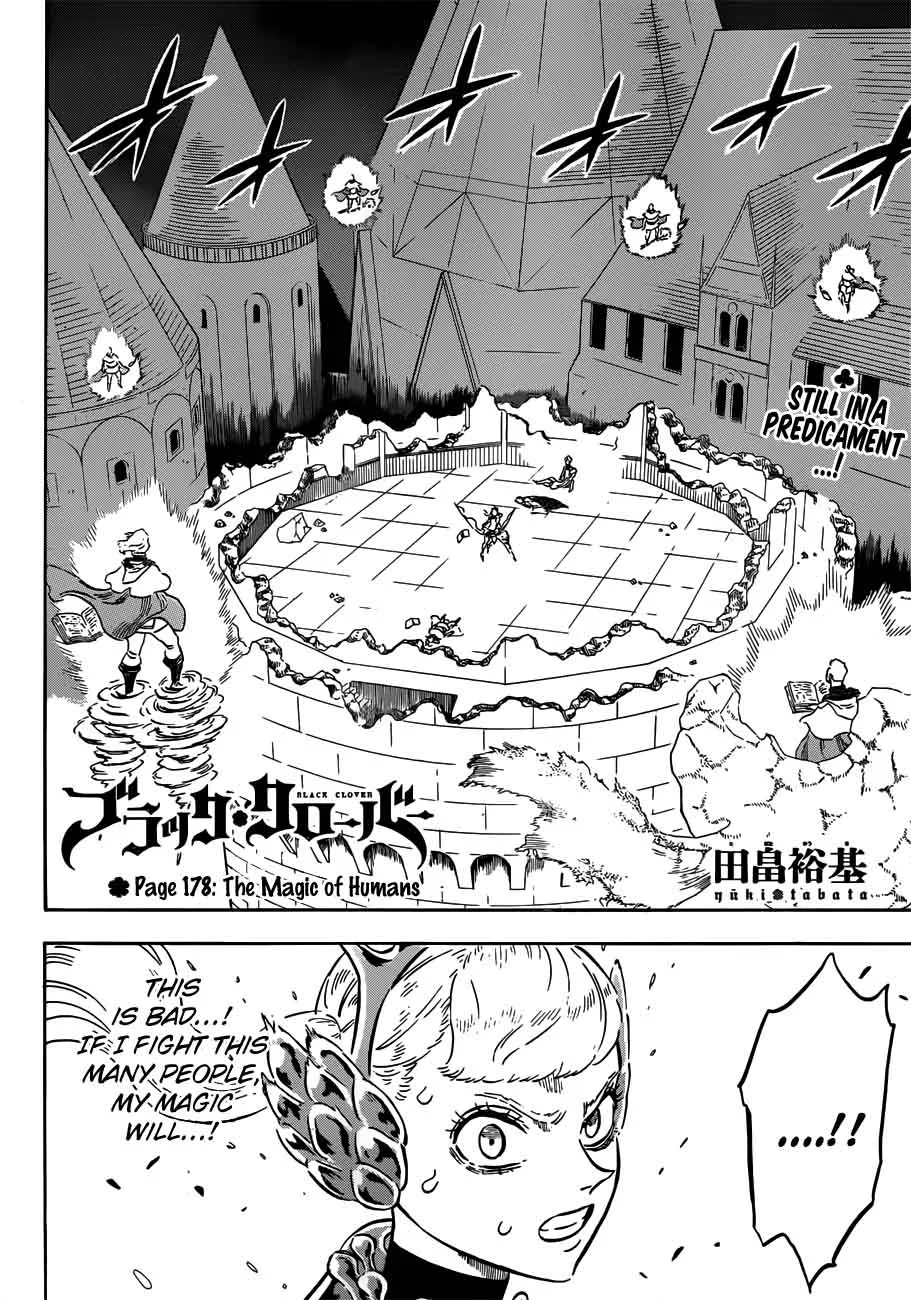 STILL IN A
PREDICAMENT
...!
ブラック・クローバー
BLACK CLOVER
Page 178: The Magic of Humans
田畠裕基
yūki tabata
....!!
THIS
IS BAD...!
IF I FIGHT THIS
MANY PEOPLE,
MY MAGIC
WILL...!